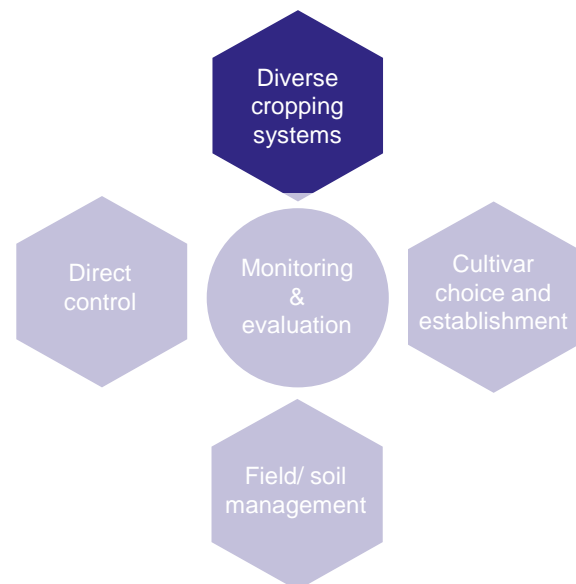 Diverse
cropping
systems
Direct
control
Monitoring
&
evaluation
Cultivar
choice and
establishment
Field/ soil
management